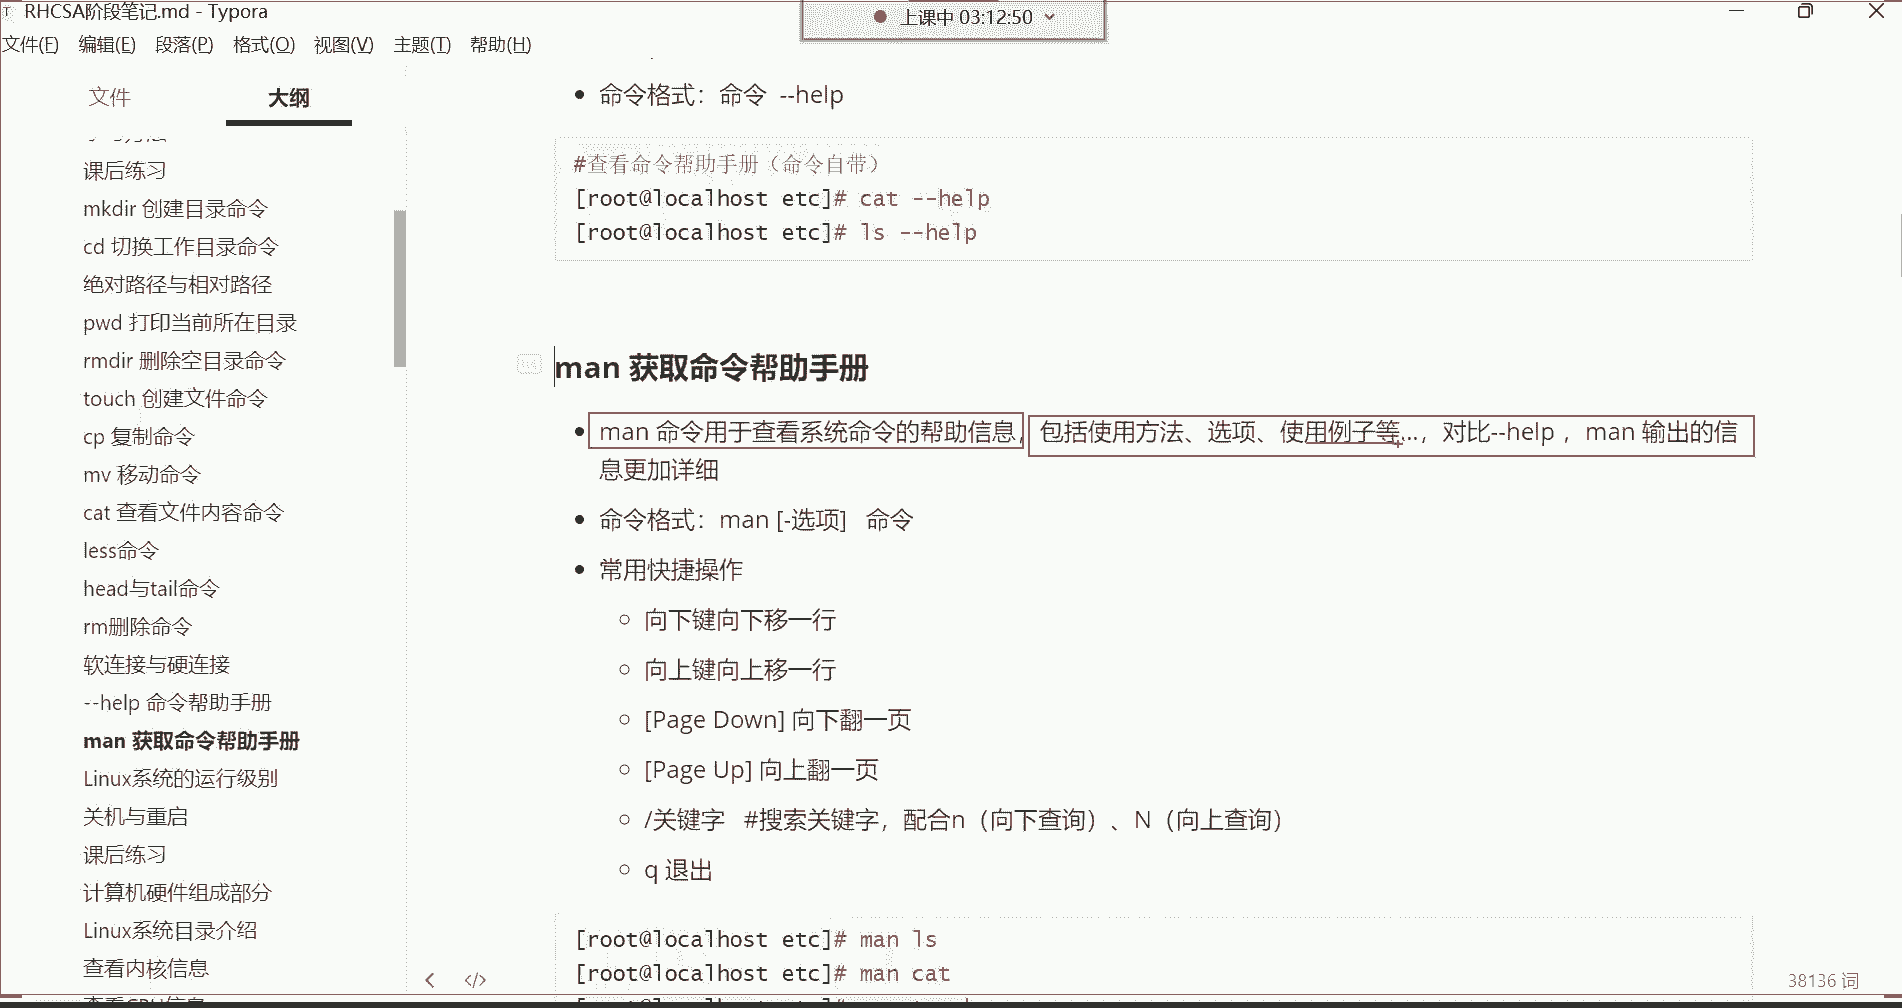 RHCSA阶段笔记.md - Typora
上课中 03:12:50
文件(F) 编辑(E) 段落(P) 格式(O) 视图(V) 主题(T) 帮助(H)
文件 大纲
课后练习
mkdir 创建目录命令
cd 切换工作目录命令
绝对路径与相对路径
pwd 打印当前所在目录
rmdir 删除空目录命令
touch 创建文件命令
cp 复制命令
mv 移动命令
cat 查看文件内容命令
less命令
head与tail命令
rm删除命令
软连接与硬连接
--help 命令帮助手册
man 获取命令帮助手册
Linux系统的运行级别
关机与重启
课后练习
计算机硬件组成部分
Linux系统目录介绍
查看内核信息
命令格式：命令 --help
#查看命令帮助手册（命令自带）
[root@localhost etc]# cat --help
[root@localhost etc]# ls --help
man 获取命令帮助手册
man 命令用于查看系统命令的帮助信息，包括使用方法、选项、使用例子等...，对比--help ，man 输出的信
息更加详细
命令格式：man [-选项] 命令
常用快捷操作
向下键向下移一行
向上键向上移一行
[Page Down] 向下翻一页
[Page Up] 向上翻一页
/关键字 #搜索关键字，配合n（向下查询）、N（向上查询）
q 退出
[root@localhost etc]# man ls
[root@localhost etc]# man cat
38136 词